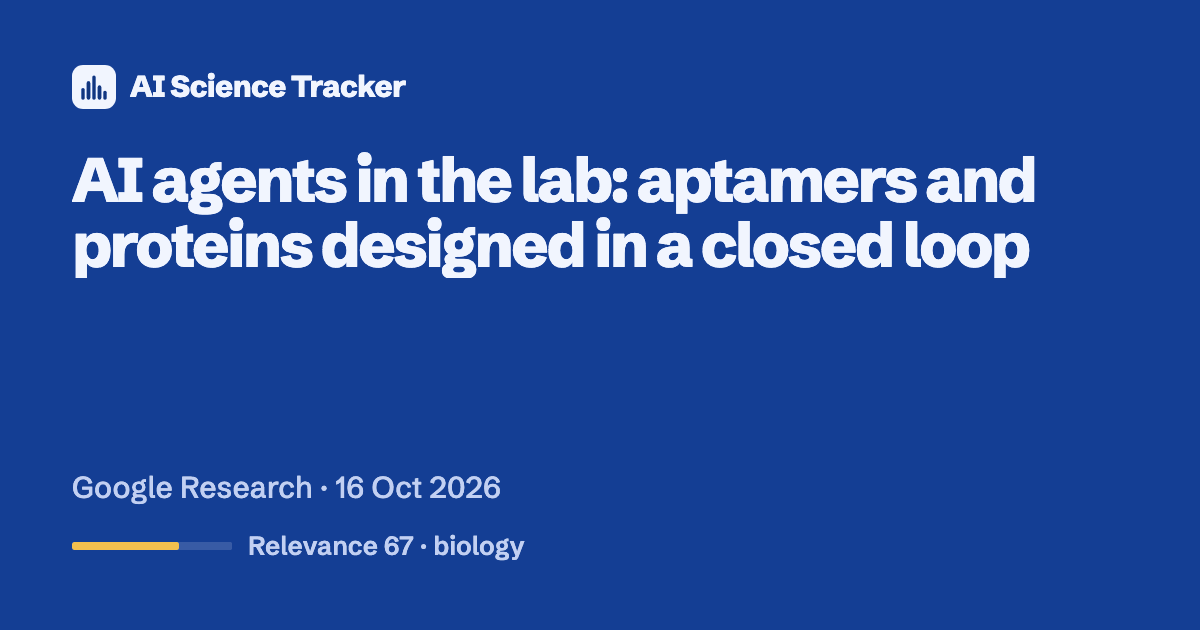 AI Science Tracker
AI agents in the lab: aptamers and
proteins designed in a closed loop
Google Research · 16 Oct 2026
Relevance 67 · biology